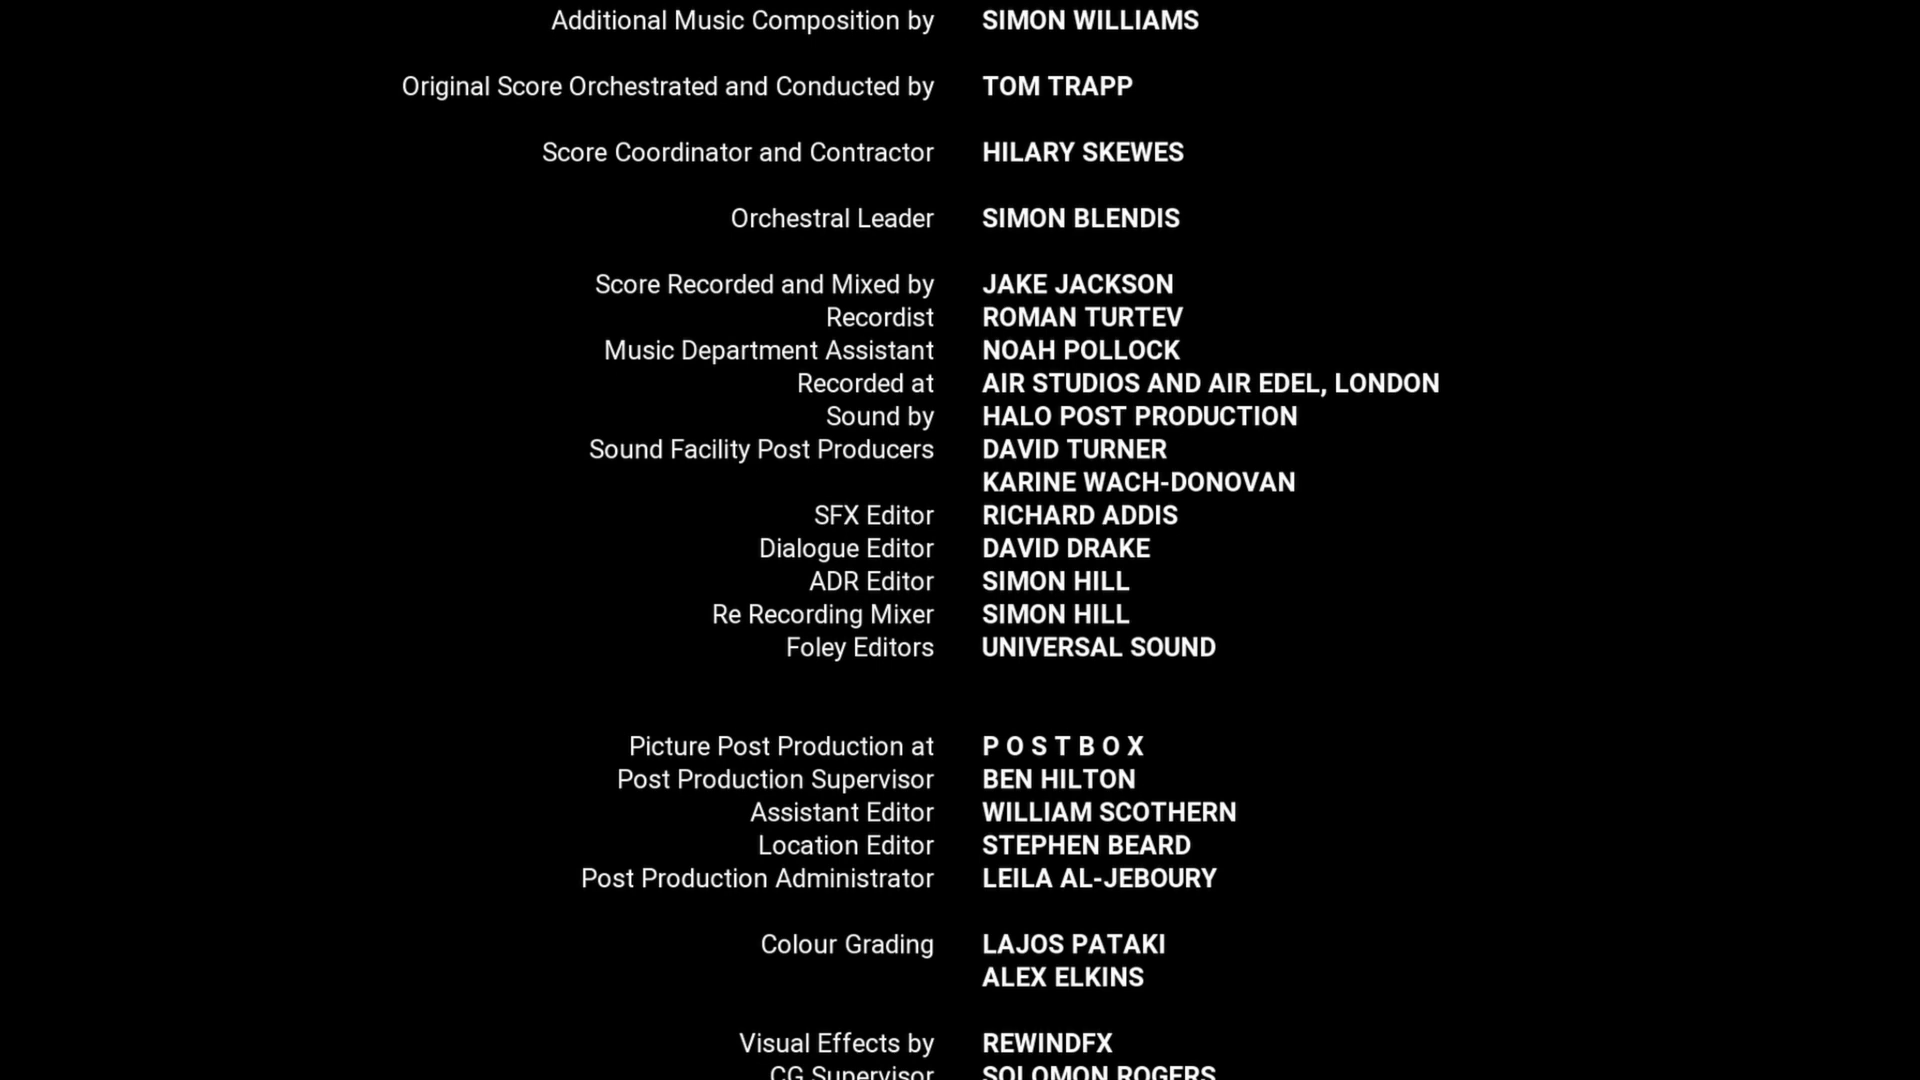 Additional Music Composition by SIMON WILLIAMS
Original Score Orchestrated and Conducted by TOM TRAPP
Score Coordinator and Contractor HILARY SKEWES
Orchestral Leader SIMON BLENDIS
Score Recorded and Mixed by JAKE JACKSON
Recordist ROMAN TURTEV
Music Department Assistant NOAH POLLOCK
Recorded at AIR STUDIOS AND AIR EDEL, LONDON
Sound by HALO POST PRODUCTION
Sound Facility Post Producers DAVID TURNER
KARINE WACH-DONOVAN
SFX Editor RICHARD ADDIS
Dialogue Editor DAVID DRAKE
ADR Editor SIMON HILL
Re Recording Mixer SIMON HILL
Foley Editors UNIVERSAL SOUND
Picture Post Production at P O S T B O X
Post Production Supervisor BEN HILTON
Assistant Editor WILLIAM SCOTHERN
Location Editor STEPHEN BEARD
Post Production Administrator LEILA AL-JEBOURY
Colour Grading LAJOS PATAKI
ALEX ELKINS
Visual Effects by REWINDFX
CG Supervisor SOLOMON ROGERS